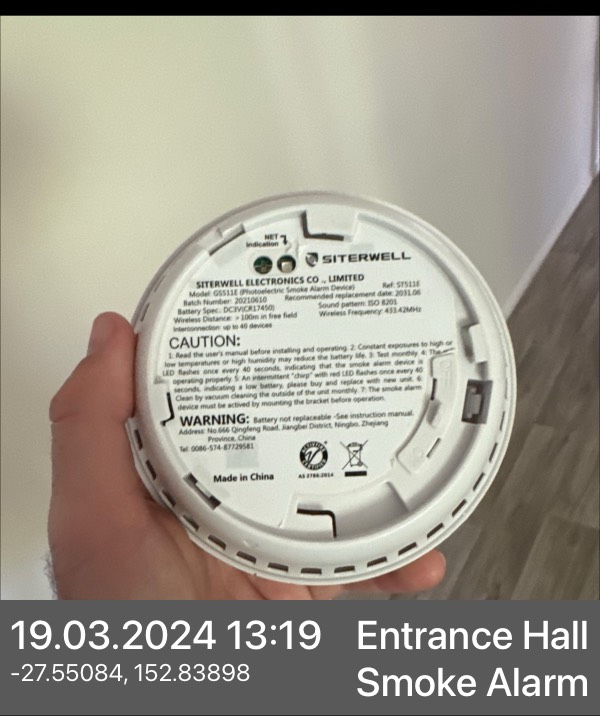 NET
indication
SITERWELL
SITERWELL ELECTRONICS CO ., LIMITED
Model: GS511E (Photoelectric Smoke Alarm Device) Ref: ST511E
Batch Number: 20210610 Recommended replacement date: 2031.06
Battery Spec.: DC3V(CR17450) Sound pattern: ISO 8201
Wireless Distance: >100m in free field Wireless Frequency: 433.42MHz
Interconnection: up to 40 devices
CAUTION:
1. Read the user's manual before installing and operating. 2: Constant exposures to high or
low temperatures or high humidity may reduce the battery life. 3: Test monthly. 4: The
LED flashes once every 40 seconds, indicating that the smoke alarm device is
operating properly. 5: An intermittent "chirp" with red LED flashes once every 40
seconds, indicating a low battery, please buy and replace with new unit. 6:
Clean by vacuum cleaning the outside of the unit monthly. 7: The smoke alarm
device must be actived by mounting the bracket before operation.
WARNING: Battery not replaceable -See instruction manual.
Address: No.666 Qingfeng Road, Jiangbei District, Ningbo, Zhejiang
Province, China
Tel: 0086-574-87729581
AS 3786:2014
Made in China
19.03.2024 13:19
-27.55084, 152.83898
Entrance Hall
Smoke Alarm